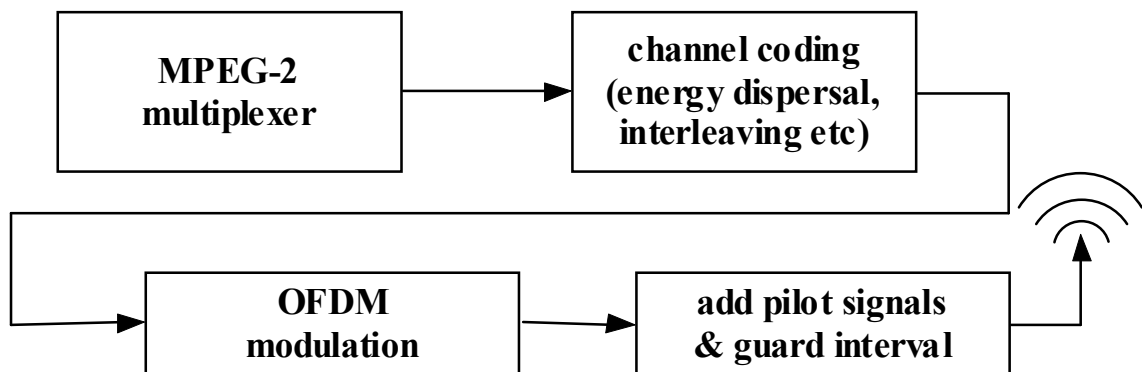 MPEG-2
multiplexer
channel coding
(energy dispersal,
interleaving etc)
OFDM
modulation
add pilot signals
& guard interval